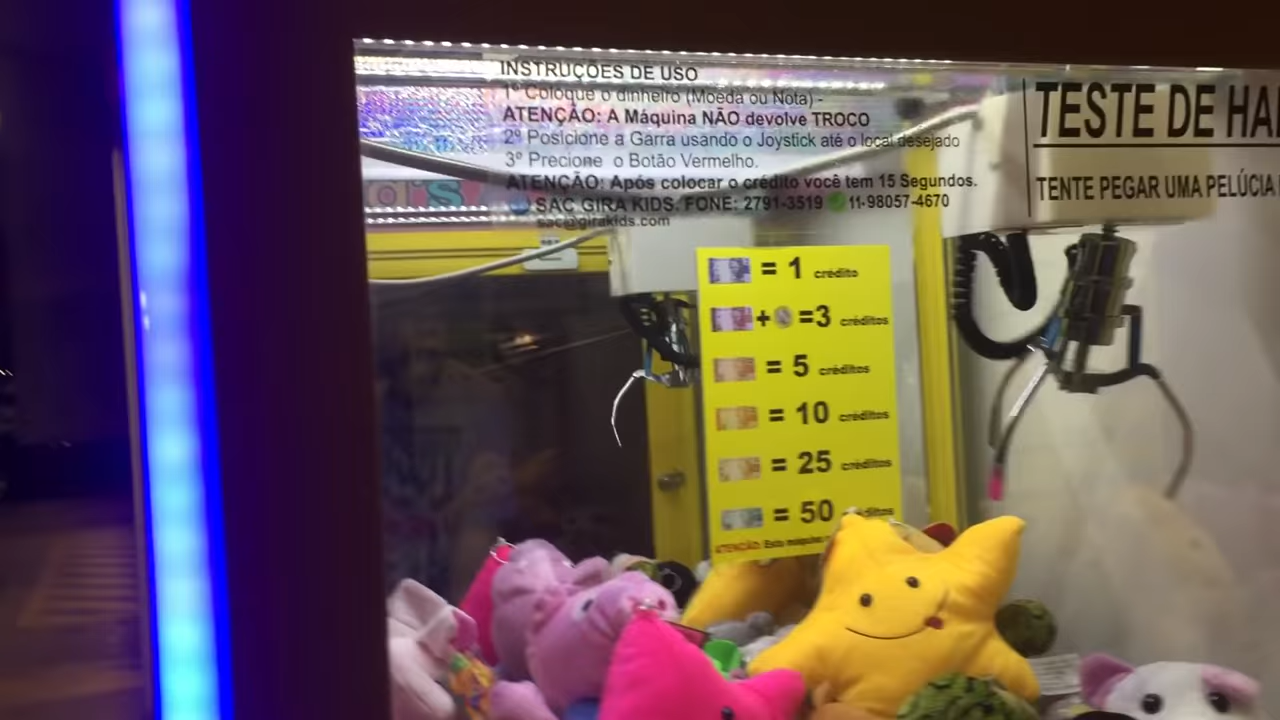 INSTRUÇÕES DE USO
1º Coloque o dinheiro (Moeda ou Nota) -
ATENÇÃO: A Máquina NÃO devolve TROCO
2º Posicione a Garra usando o Joystick até o local desejado
3º Precione o Botão Vermelho.
ATENÇÃO: Após colocar o crédito você tem 15 Segundos.
SAC GIRA KIDS. FONE: 2791-3519 11-98057-4670
sac@girakids.com
TESTE DE HA
TENTE PEGAR UMA PELÚCIA
= 1 crédito
+ =3 créditos
= 5 créditos
= 10 créditos
= 25 créditos
= 50 créditos
ATENÇÃO: Esta máquina